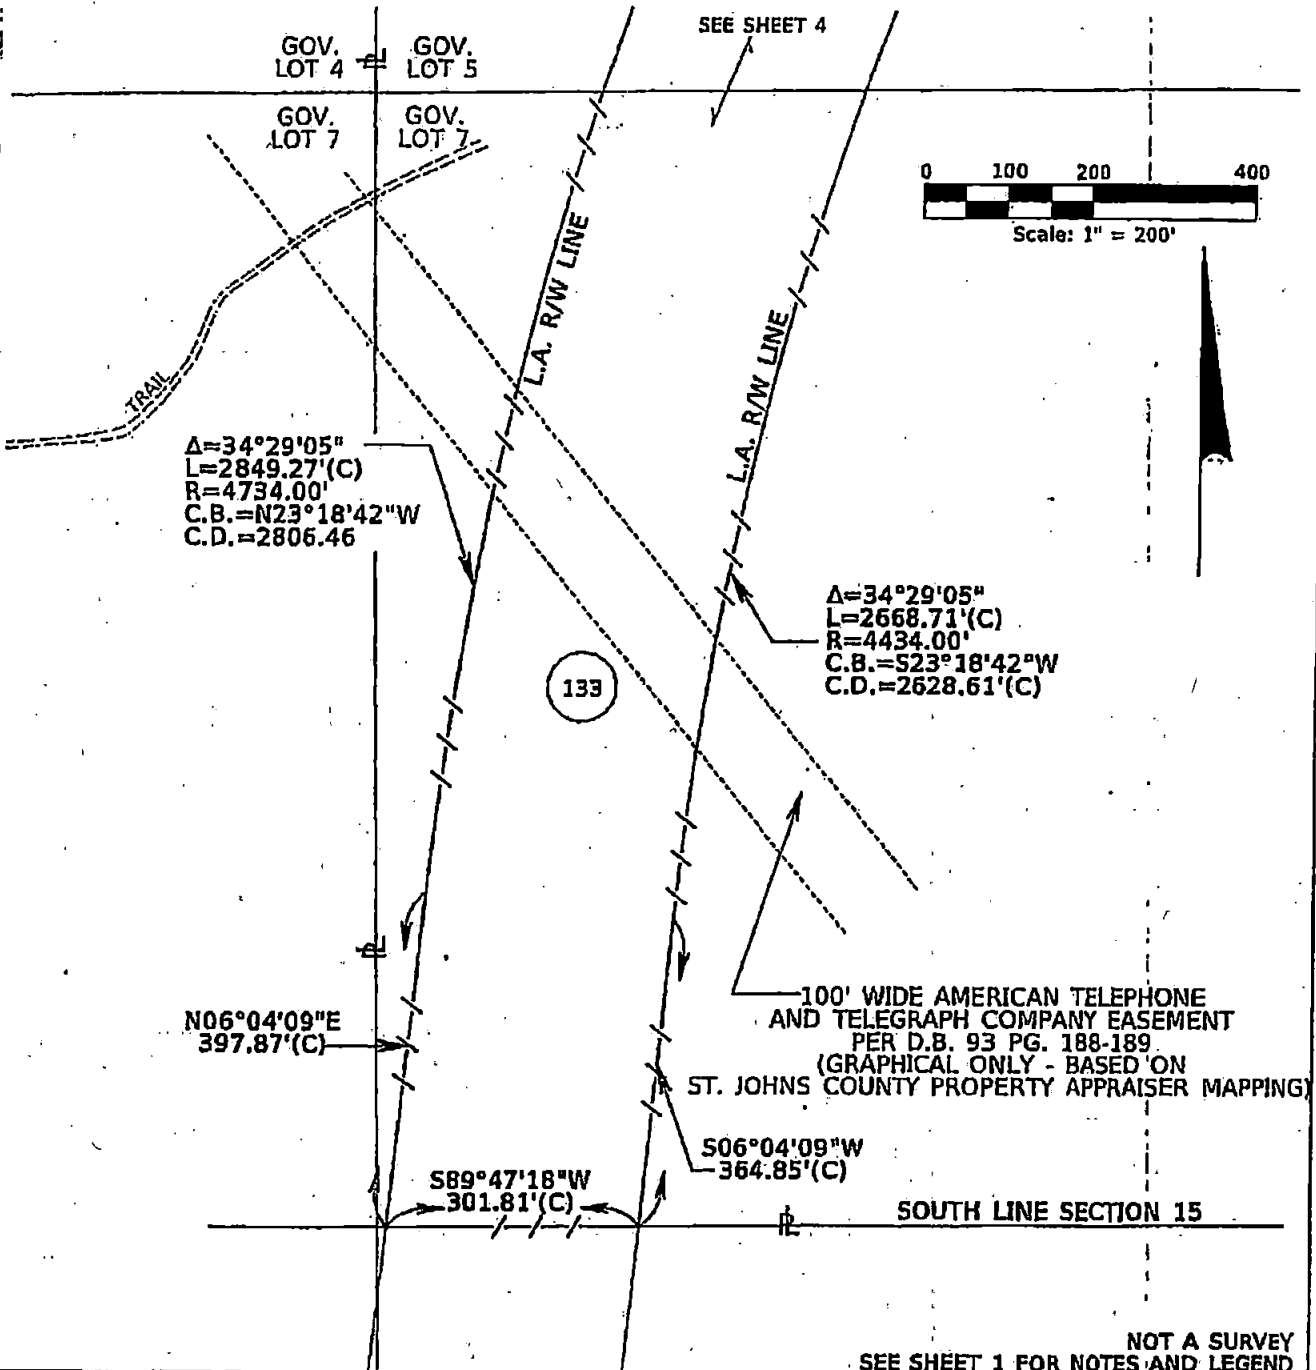 SEE SHEET 4
GOV.
LOT 4
GOV.
LOT 5
GOV.
LOT 7
GOV.
LOT 7
0 100 200 400
Scale: 1" = 200'
L.A. R/W LINE
L.A. R/W LINE
TRAIL
Δ=34°29'05"
L=2849.27'(C)
R=4734.00'
C.B.=N23°18'42"W
C.D.=2806.46
Δ=34°29'05"
L=2668.71'(C)
R=4434.00'
C.B.=S23°18'42"W
C.D.=2628.61'(C)
133
PL
PL
100' WIDE AMERICAN TELEPHONE
AND TELEGRAPH COMPANY EASEMENT
PER D.B. 93 PG. 188-189
(GRAPHICAL ONLY - BASED ON
ST. JOHNS COUNTY PROPERTY APPRAISER MAPPING)
N06°04'09"E
397.87'(C)
S06°04'09"W
364.85'(C)
S89°47'18"W
301.81'(C)
PL
SOUTH LINE SECTION 15
NOT A SURVEY
SEE SHEET 1 FOR NOTES AND LEGEND